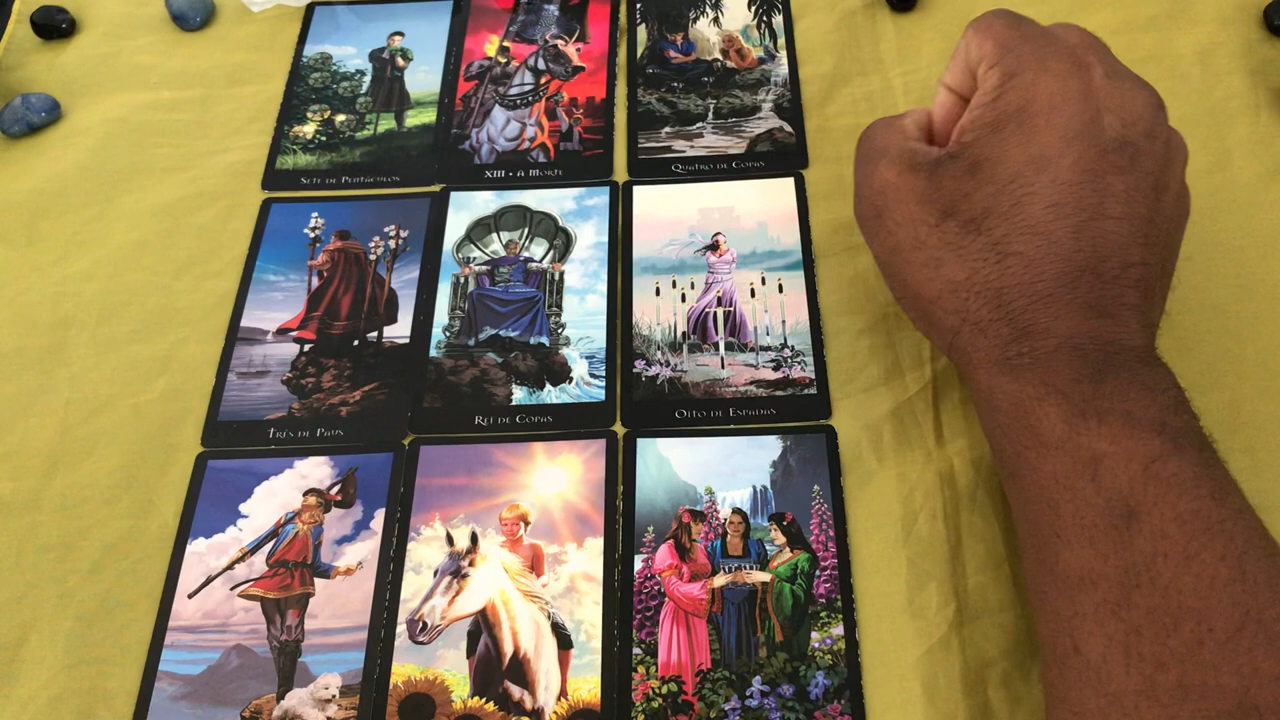 Sete de Pentáculos
XIII • A Morte
Quatro de Copas
Três de Paus
Rei de Copas
Oito de Espadas